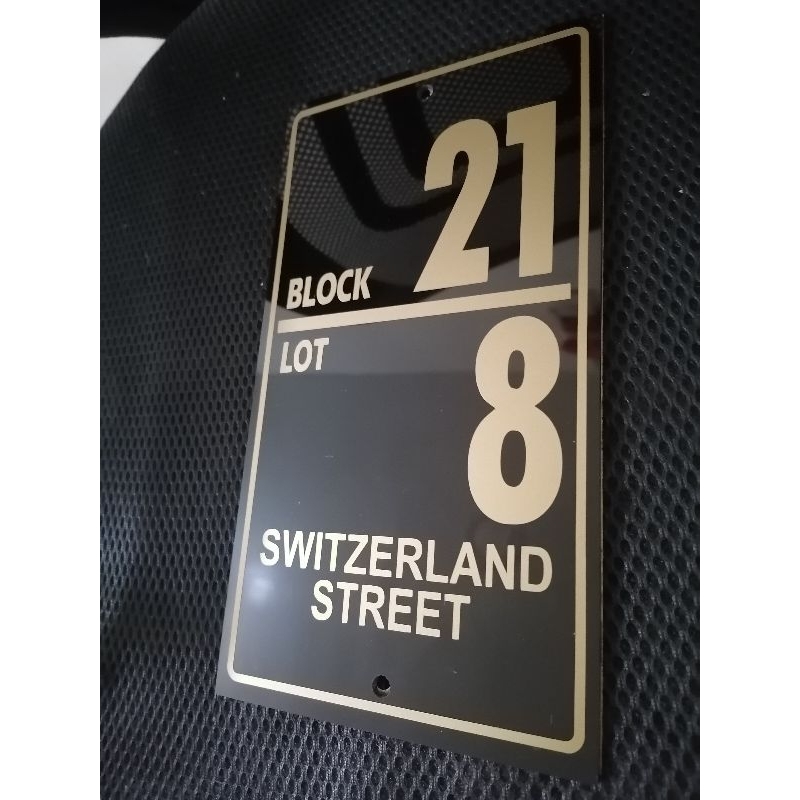 BLOCK 21
LOT 8
SWITZERLAND
STREET